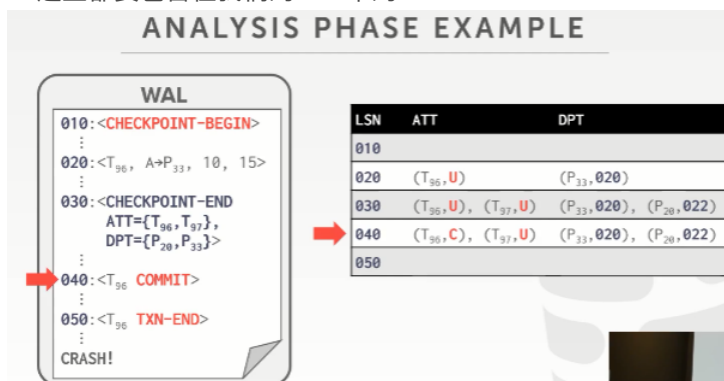 ANALYSIS PHASE EXAMPLE
WAL
010:<CHECKPOINT-BEGIN>
⋮
020:<T96, A→P33, 10, 15>
⋮
030:<CHECKPOINT-END
ATT={T96,T97},
DPT={P20,P33}>
⋮
040:<T96 COMMIT>
⋮
050:<T96 TXN-END>
⋮
CRASH!
LSN ATT DPT
010
020 (T96,U) (P33,020)
030 (T96,U), (T97,U) (P33,020), (P20,022)
040 (T96,C), (T97,U) (P33,020), (P20,022)
050